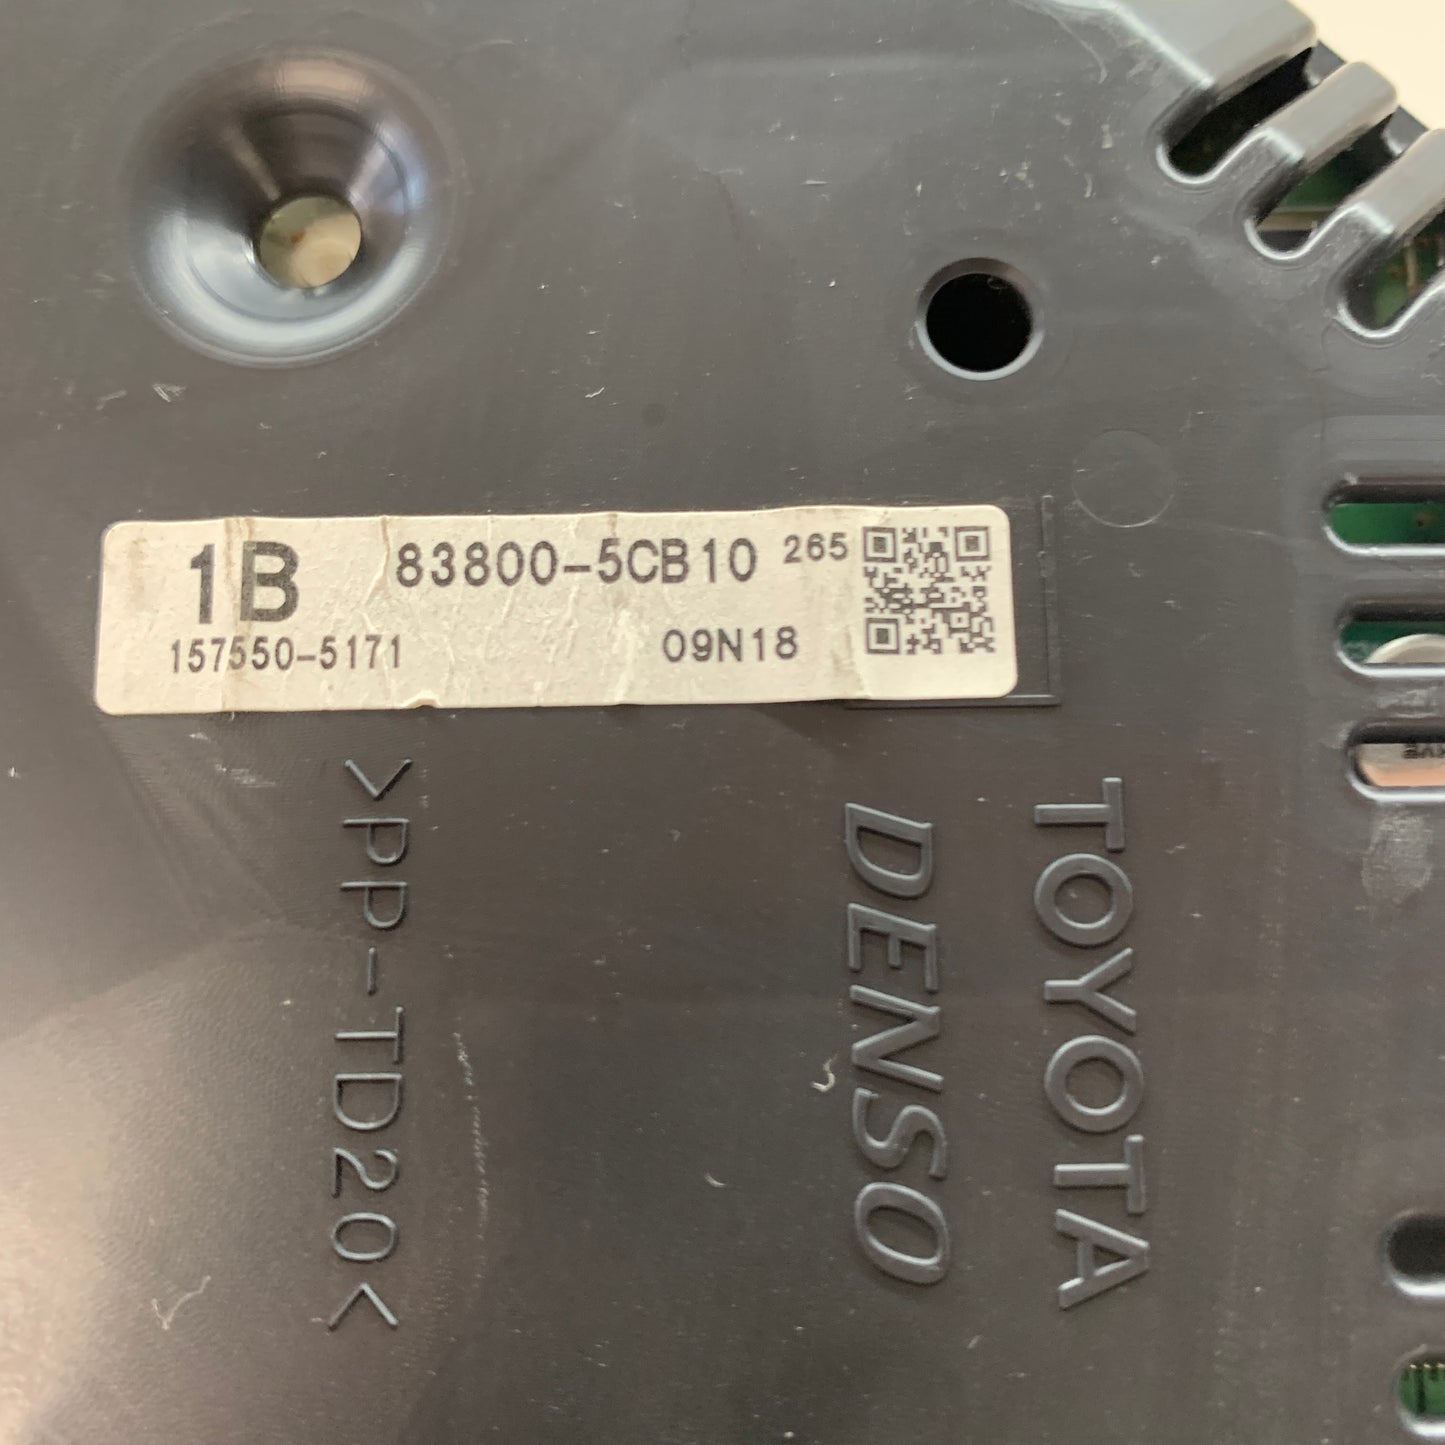 1B 83800-5CB10 265
157550-5171 09N18
>PP-TD20<
DENSO
TOYOTA